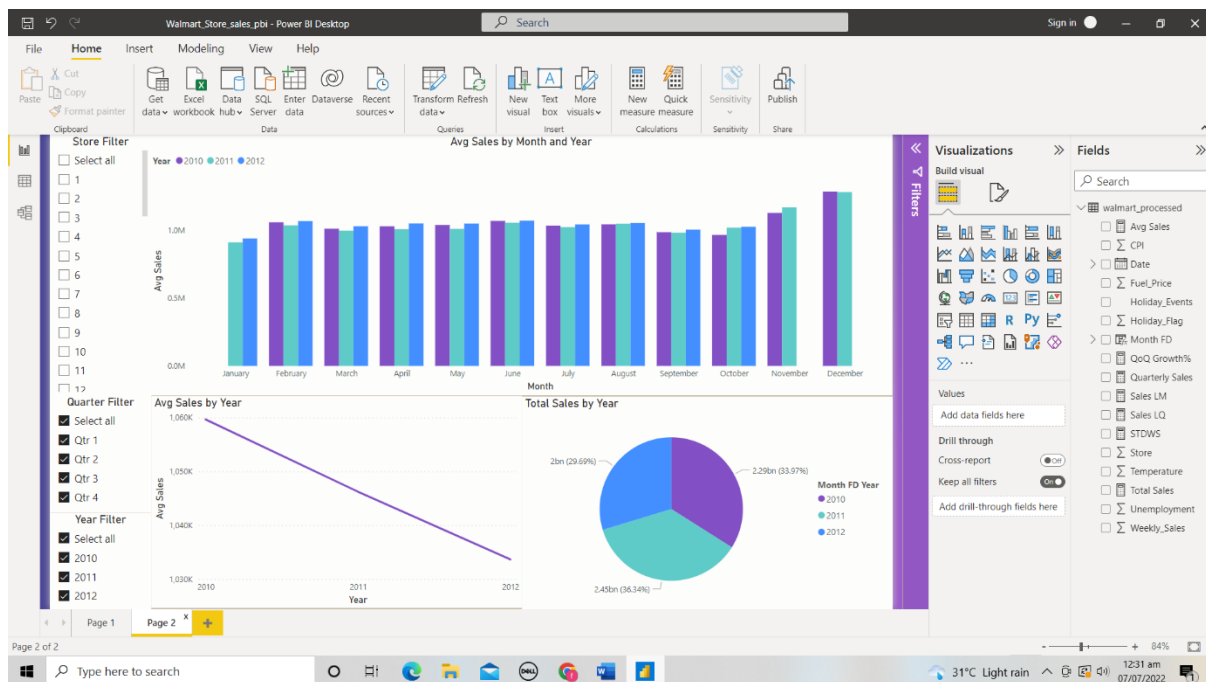 Walmart_Store_sales_pbi - Power BI Desktop
Search
Sign in
File Home Insert Modeling View Help
Paste
Cut
Copy
Format painter
Get data
Excel workbook
Data hub
SQL Server
Enter data
Dataverse
Recent sources
Transform data
Refresh
New visual
Text box
More visuals
New measure
Quick measure
Sensitivity
Publish
Clipboard Data Queries Insert Calculations Sensitivity Share
Store Filter
Select all
1
2
3
4
5
6
7
8
9
10
11
12
Quarter Filter
Select all
Qtr 1
Qtr 2
Qtr 3
Qtr 4
Year Filter
Select all
2010
2011
2012
Avg Sales by Month and Year
Year 2010 2011 2012
Avg Sales
1.0M
0.5M
0.0M
January February March April May June July August September October November December
Month
Avg Sales by Year
Avg Sales
1,060K
1,050K
1,040K
1,030K
2010 2011 2012
Year
Total Sales by Year
2bn (29.69%)
2.29bn (33.97%)
2.45bn (36.34%)
Month FD Year
2010
2011
2012
Filters
Visualizations
Build visual
R Py
123
...
Values
Add data fields here
Drill through
Cross-report Off
Keep all filters On
Add drill-through fields here
Fields
Search
walmart_processed
Avg Sales
CPI
Date
Fuel_Price
Holiday_Events
Holiday_Flag
Month FD
QoQ Growth%
Quarterly Sales
Sales LM
Sales LQ
STDWS
Store
Temperature
Total Sales
Unemployment
Weekly_Sales
Page 1 Page 2 x +
Page 2 of 2
- + 84%
Type here to search
DELL
31°C Light rain
12:31 am
07/07/2022
1